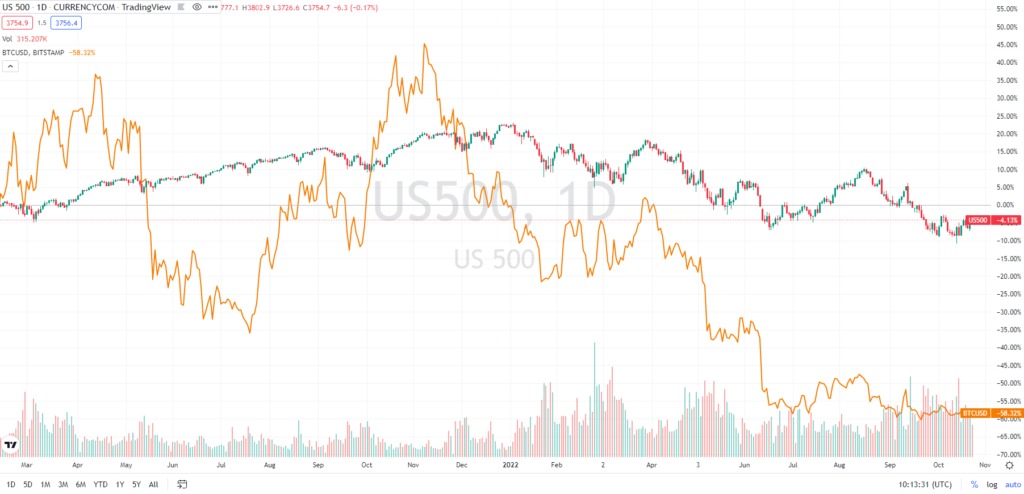 US 500 · 1D · CURRENCYCOM · TradingView 777.1 H3802.9 L3726.6 C3754.7 −6.3 (−0.17%)
3754.9 1.5 3756.4
Vol 315.207K
BTCUSD, BITSTAMP −58.32%
US500, 1D
US 500
55.00%
50.00%
45.00%
40.00%
35.00%
30.00%
25.00%
20.00%
15.00%
10.00%
5.00%
0.00%
US500 −4.13%
−10.00%
−15.00%
−20.00%
−25.00%
−30.00%
−35.00%
−40.00%
−45.00%
−50.00%
−55.00%
BTCUSD −58.32%
−60.00%
−65.00%
−70.00%
Mar Apr May Jun Jul Aug Sep Oct Nov Dec 2022 Feb 2 Apr May Jun Jul Aug Sep Oct Nov
1D 5D 1M 3M 6M YTD 1Y 5Y All 10:13:31 (UTC) % log auto